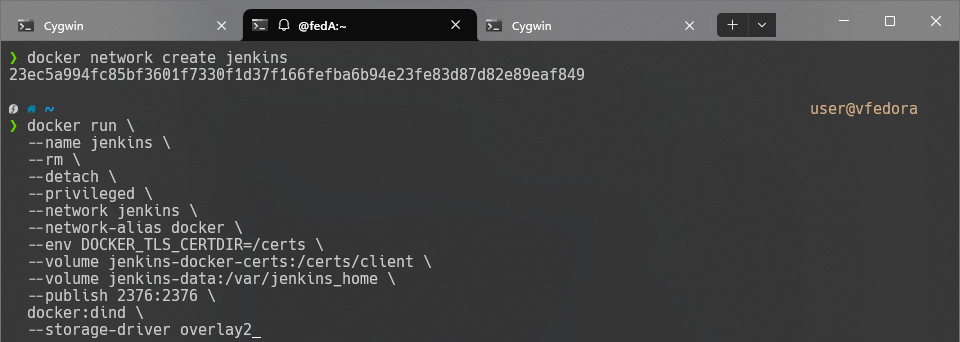 Cygwin
@fedA:~
Cygwin
❯ docker network create jenkins
23ec5a994fc85bf3601f7330f1d37f166fefba6b94e23fe83d87d82e89eaf849
~ user@vfedora
❯ docker run \
--name jenkins \
--rm \
--detach \
--privileged \
--network jenkins \
--network-alias docker \
--env DOCKER_TLS_CERTDIR=/certs \
--volume jenkins-docker-certs:/certs/client \
--volume jenkins-data:/var/jenkins_home \
--publish 2376:2376 \
docker:dind \
--storage-driver overlay2_